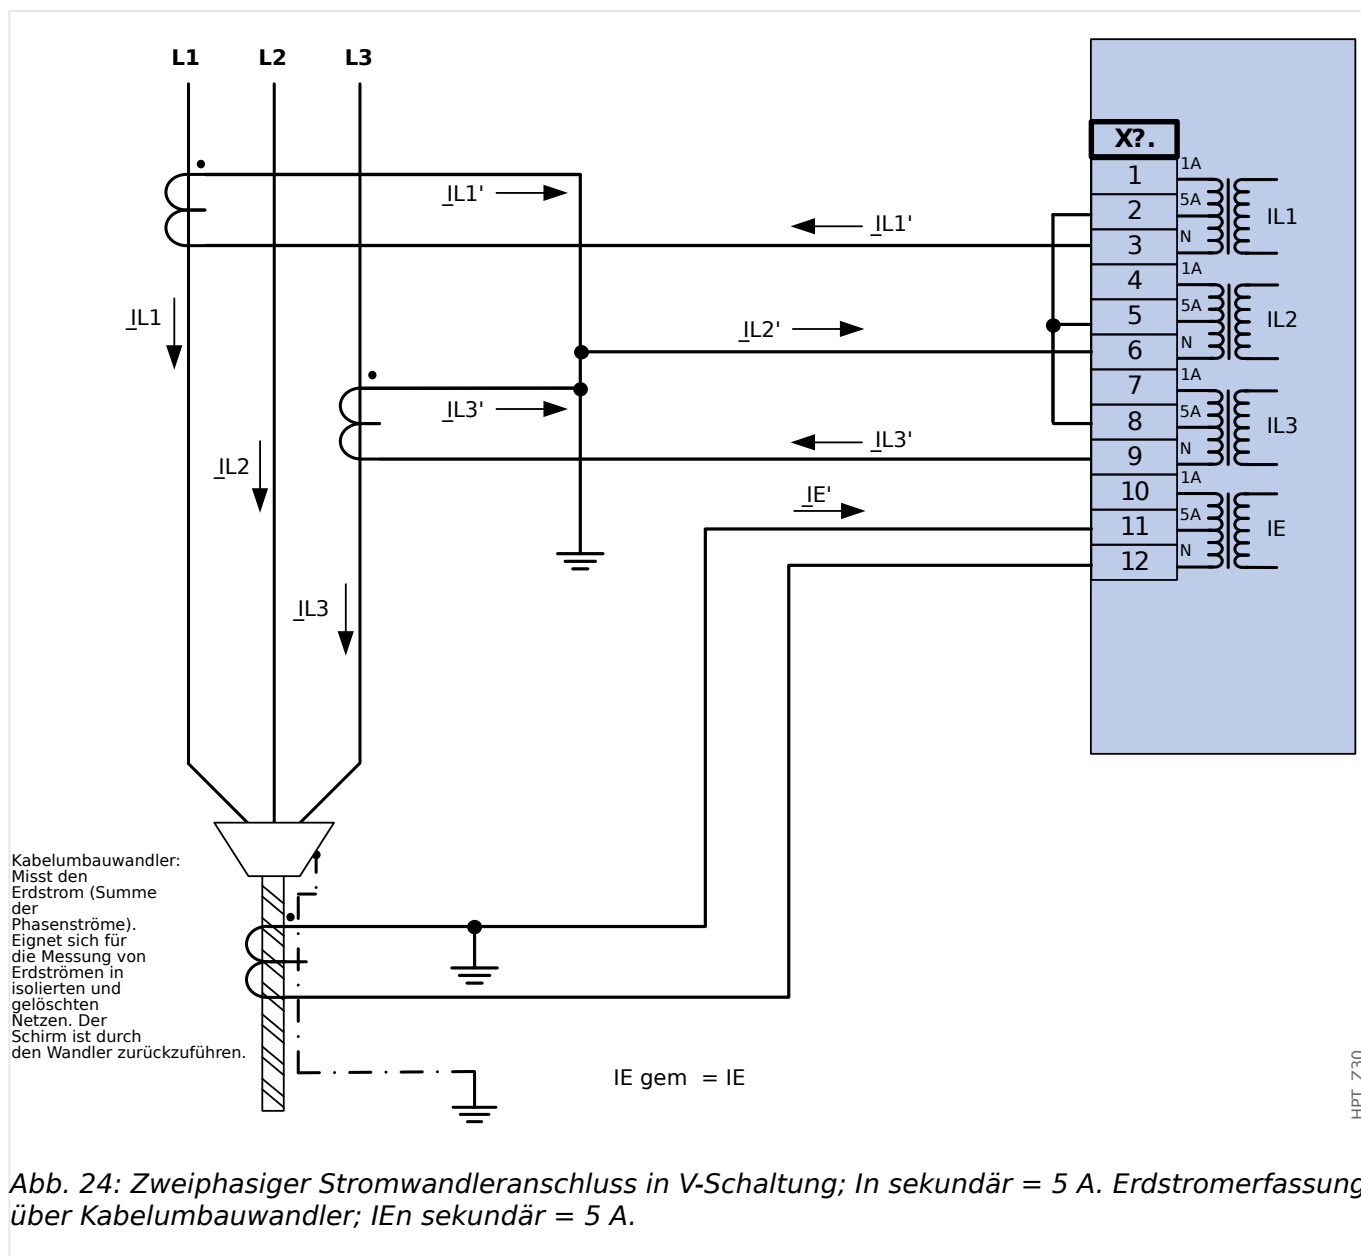 L1 L2 L3
X?.
1 1A
2 5A IL1
3 N
4 1A
5 5A IL2
6 N
7 1A
8 5A IL3
9 N
10 1A
11 5A IE
12 N
IL1'
IL1'
IL1
IL2'
IL3'
IL3'
IL2
IE'
IL3
Kabelumbauwandler:
Misst den
Erdstrom (Summe
der
Phasenströme).
Eignet sich für
die Messung von
Erdströmen in
isolierten und
gelöschten
Netzen. Der
Schirm ist durch
den Wandler zurückzuführen.
IE gem = IE
HPT_Z30
Abb. 24: Zweiphasiger Stromwandleranschluss in V-Schaltung; In sekundär = 5 A. Erdstromerfassung
über Kabelumbauwandler; IEn sekundär = 5 A.